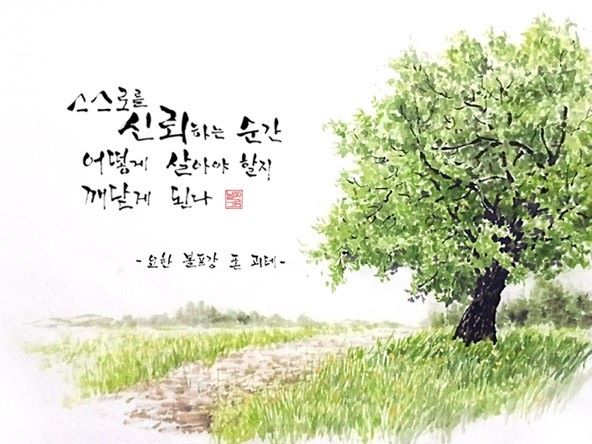 스스로를
신뢰하는 순간
어떻게 살아야 할지
깨닫게 된다
-요한 볼프강 폰 괴테-